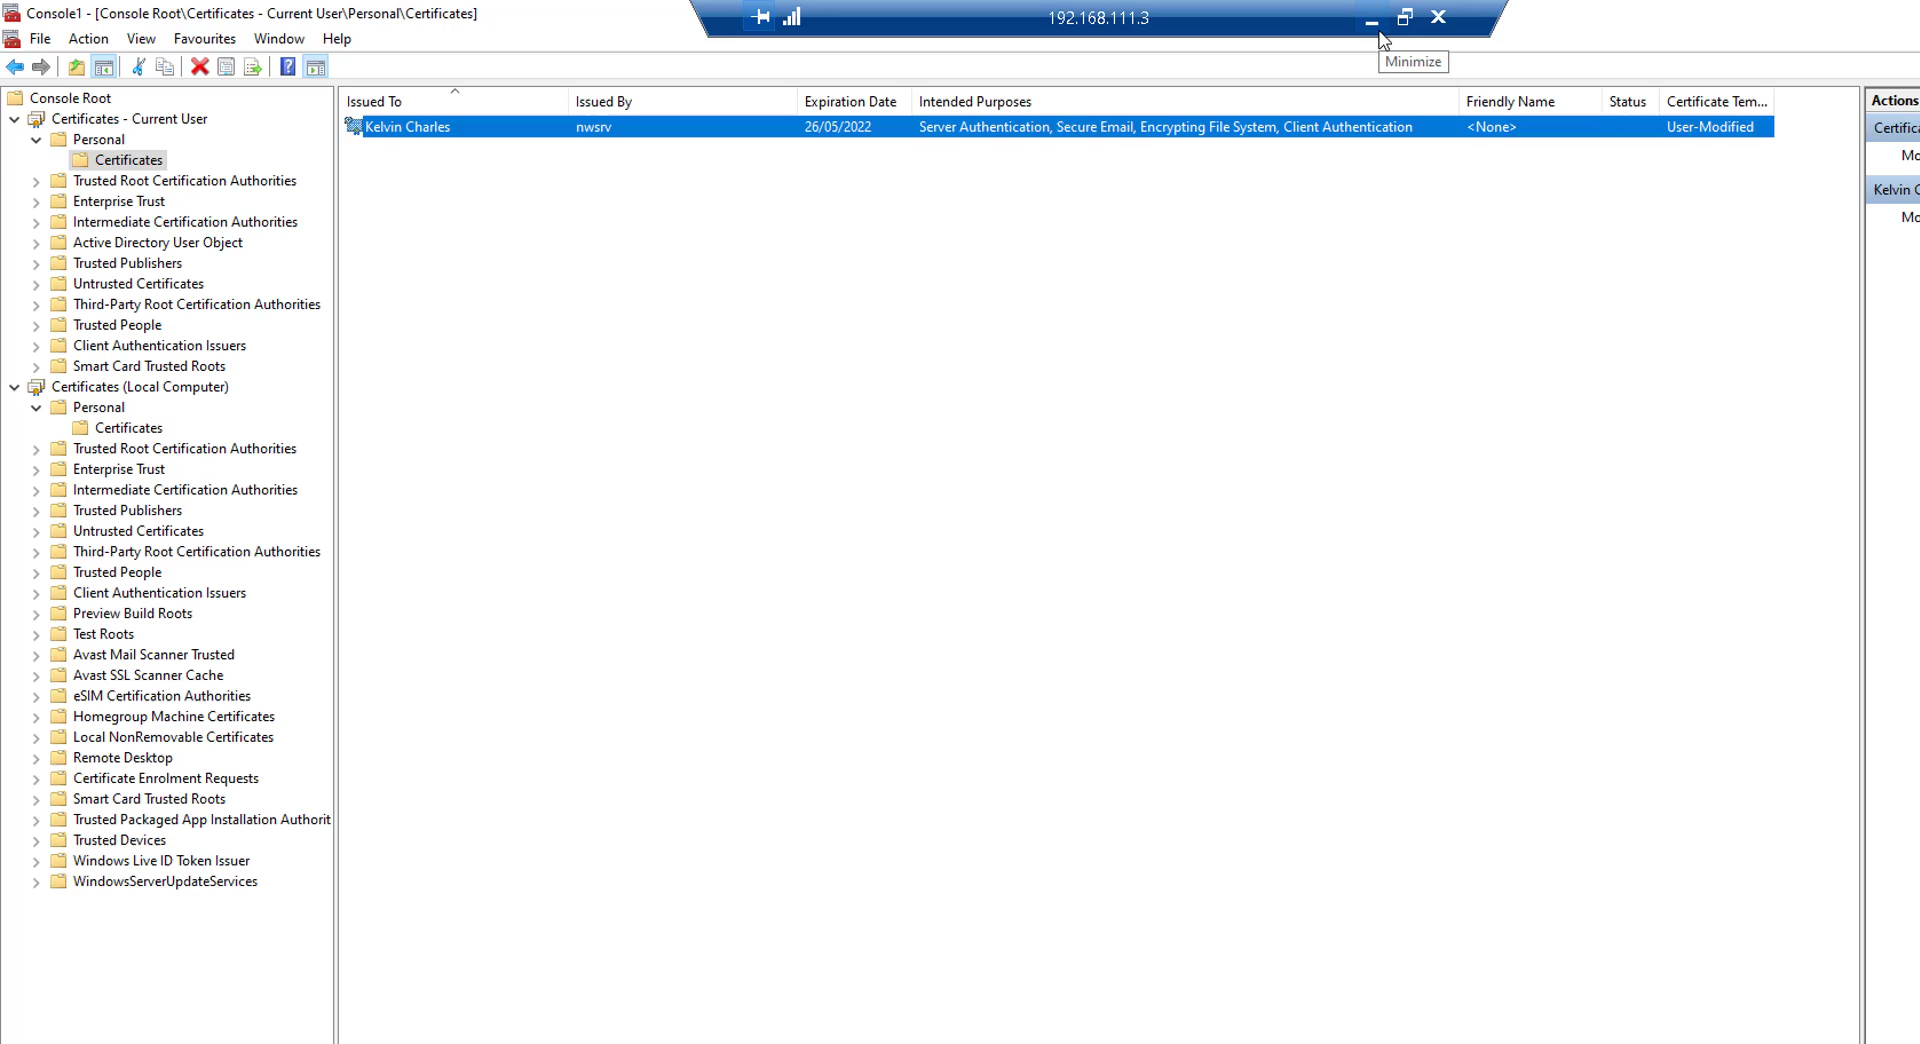 Console1 - [Console Root\Certificates - Current User\Personal\Certificates]
192.168.111.3
File Action View Favourites Window Help
Minimize
Console Root
Certificates - Current User
Personal
Certificates
Trusted Root Certification Authorities
Enterprise Trust
Intermediate Certification Authorities
Active Directory User Object
Trusted Publishers
Untrusted Certificates
Third-Party Root Certification Authorities
Trusted People
Client Authentication Issuers
Smart Card Trusted Roots
Certificates (Local Computer)
Personal
Certificates
Trusted Root Certification Authorities
Enterprise Trust
Intermediate Certification Authorities
Trusted Publishers
Untrusted Certificates
Third-Party Root Certification Authorities
Trusted People
Client Authentication Issuers
Preview Build Roots
Test Roots
Avast Mail Scanner Trusted
Avast SSL Scanner Cache
eSIM Certification Authorities
Homegroup Machine Certificates
Local NonRemovable Certificates
Remote Desktop
Certificate Enrolment Requests
Smart Card Trusted Roots
Trusted Packaged App Installation Authorit
Trusted Devices
Windows Live ID Token Issuer
WindowsServerUpdateServices
Issued To Issued By Expiration Date Intended Purposes Friendly Name Status Certificate Tem...
Kelvin Charles nwsrv 26/05/2022 Server Authentication, Secure Email, Encrypting File System, Client Authentication <None> User-Modified
Actions
Certifica
Mo
Kelvin C
Mo